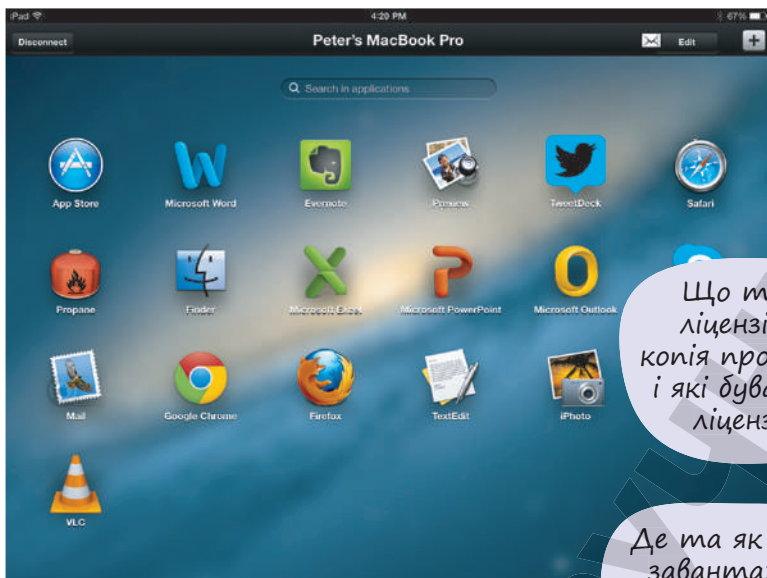 iPad
4:20 PM
67%
Disconnect
Peter's MacBook Pro
Edit
Search in applications
App Store
Microsoft Word
Evernote
Preview
TweetDeck
Safari
Propane
Finder
Microsoft Excel
Microsoft PowerPoint
Microsoft Outlook
Mail
Google Chrome
Firefox
TextEdit
iPhoto
VLC
Що
ліцензі
копія про
і які бува
ліценз
Де та як
заванта